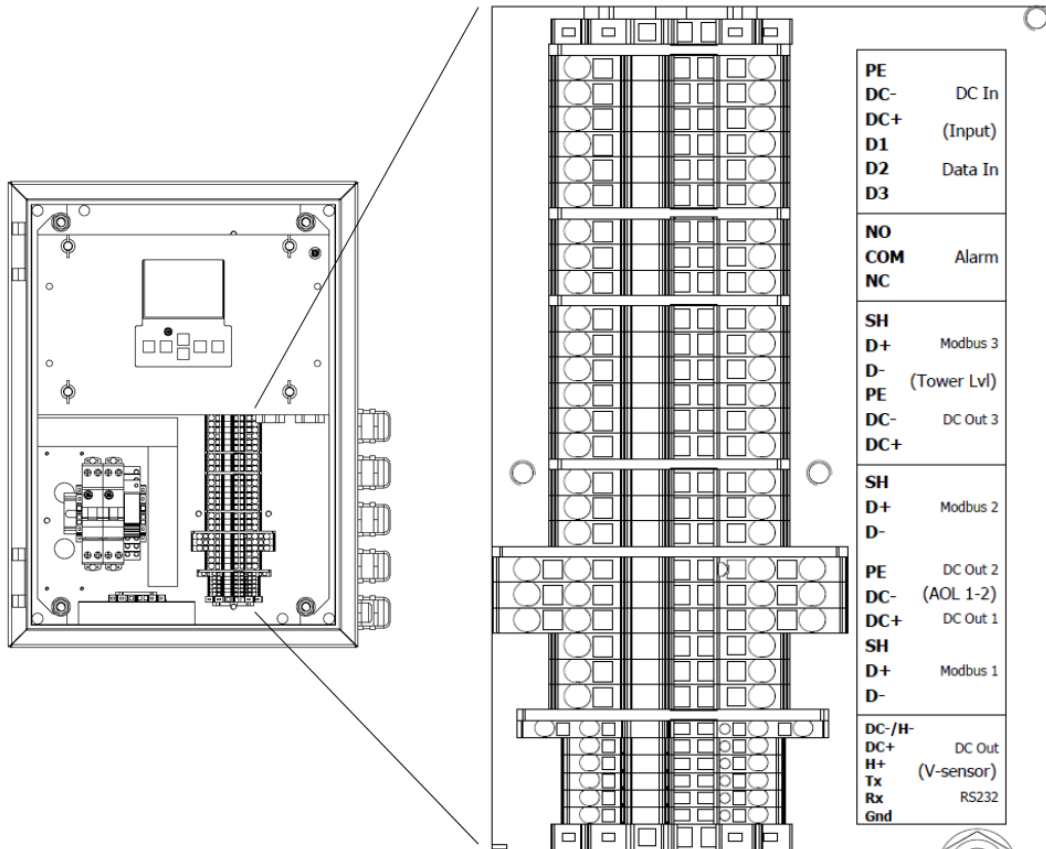 PE
DC- DC In
DC+ (Input)
D1
D2 Data In
D3
NO
COM Alarm
NC
SH
D+ Modbus 3
D-
(Tower Lvl)
PE
DC- DC Out 3
DC+
SH
D+ Modbus 2
D-
PE DC Out 2
DC- (AOL 1-2)
DC+ DC Out 1
SH
D+ Modbus 1
D-
DC-/H-
DC+ DC Out
H+ (V-sensor)
Tx
Rx RS232
Gnd